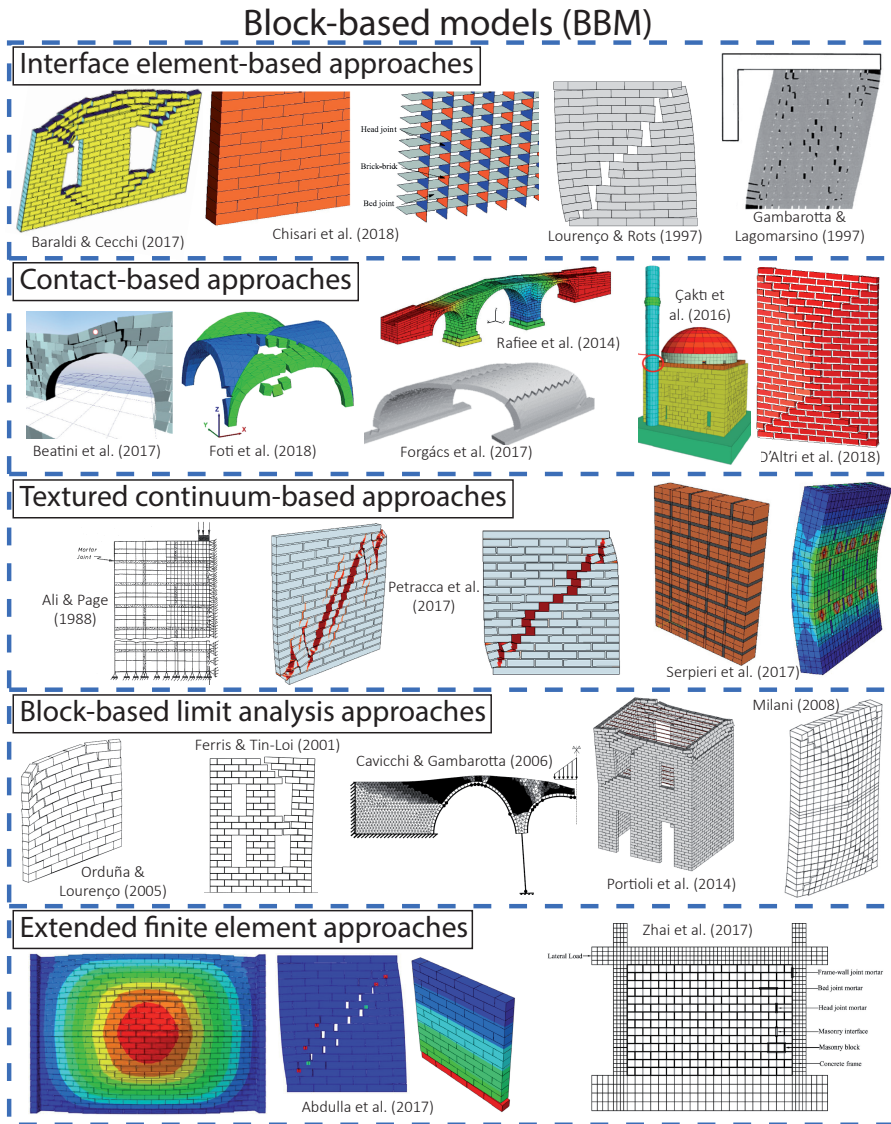 Block-based models (BBM)
Interface element-based approaches
Head joint
Brick-brick
Bed joint
Baraldi & Cecchi (2017)
Chisari et al. (2018)
Lourenço & Rots (1997)
Gambarotta &
Lagomarsino (1997)
Contact-based approaches
Çaktı et
al. (2016)
Rafiee et al. (2014)
Z
Y
X
Beatini et al. (2017)
Foti et al. (2018)
Forgács et al. (2017)
D'Altri et al. (2018)
Textured continuum-based approaches
Mortar
Joint
Ali & Page
(1988)
Petracca et al.
(2017)
Serpieri et al. (2017)
Block-based limit analysis approaches
Milani (2008)
Ferris & Tin-Loi (2001)
Cavicchi & Gambarotta (2006)
Orduña &
Lourenço (2005)
Portioli et al. (2014)
Extended finite element approaches
Zhai et al. (2017)
Lateral Load
Frame-wall joint mortar
Bed joint mortar
Head joint mortar
Masonry interface
Masonry block
Concrete frame
Abdulla et al. (2017)